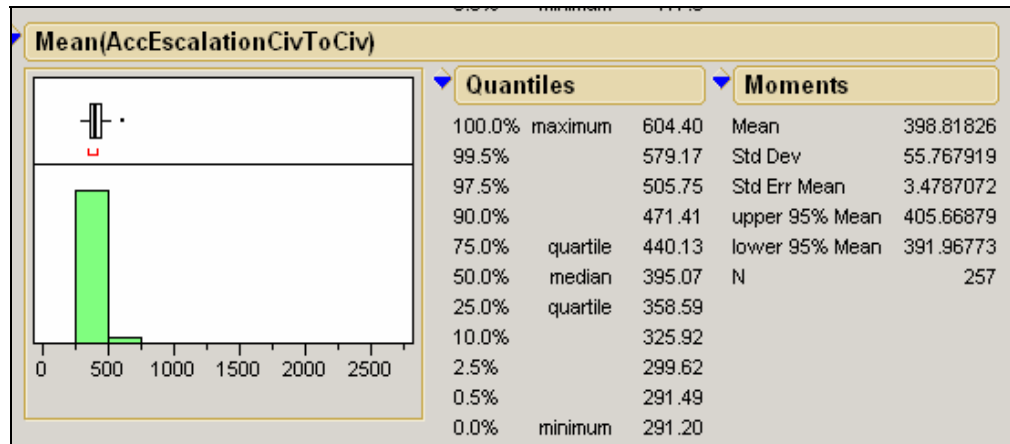 Mean(AccEscalationCivToCiv)
Quantiles
100.0% maximum 604.40
99.5% 579.17
97.5% 505.75
90.0% 471.41
75.0% quartile 440.13
50.0% median 395.07
25.0% quartile 358.59
10.0% 325.92
2.5% 299.62
0.5% 291.49
0.0% minimum 291.20
Moments
Mean 398.81826
Std Dev 55.767919
Std Err Mean 3.4787072
upper 95% Mean 405.66879
lower 95% Mean 391.96773
N 257
0 500 1000 1500 2000 2500